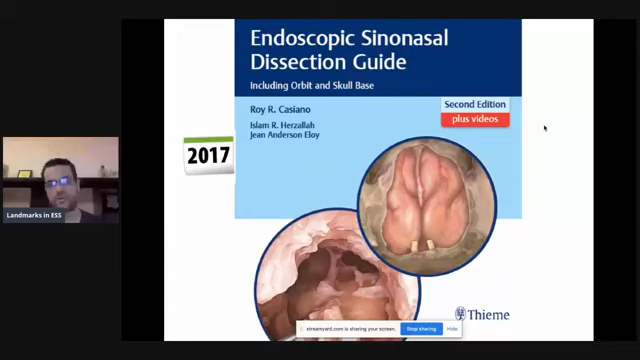 Endoscopic Sinonasal
Dissection Guide
Including Orbit and Skull Base
Roy R. Casiano
Islam R. Herzallah
Jean Anderson Eloy
Second Edition
plus videos
2017
Landmarks in ESS
Thieme
streamyard.com is sharing your screen.
Stop sharing
Hide